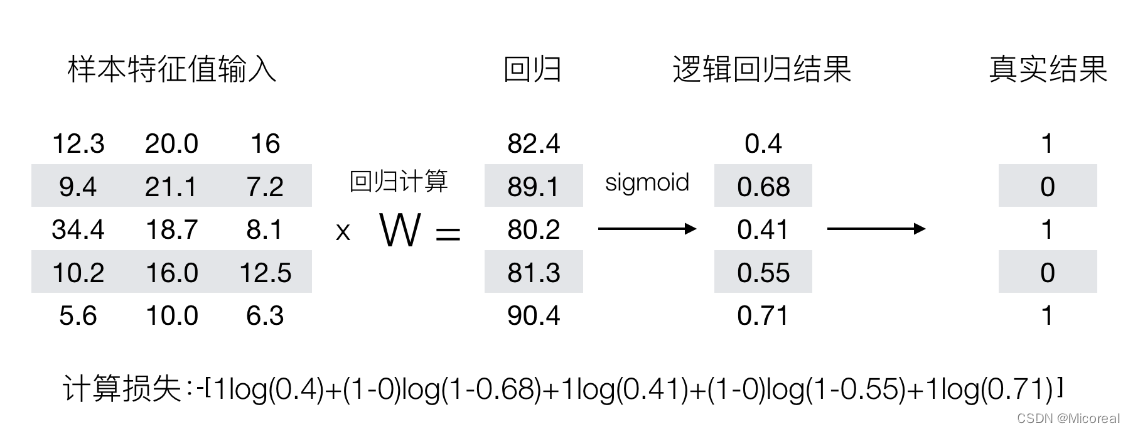 样本特征值输入 回归 逻辑回归结果 真实结果
12.3 20.0 16 82.4 0.4 1
9.4 21.1 7.2 回归计算 89.1 sigmoid 0.68 0
34.4 18.7 8.1 x W = 80.2 0.41 1
10.2 16.0 12.5 81.3 0.55 0
5.6 10.0 6.3 90.4 0.71 1
计算损失:-[1log(0.4)+(1-0)log(1-0.68)+1log(0.41)+(1-0)log(1-0.55)+1log(0.71)]
CSDN @Micoreal